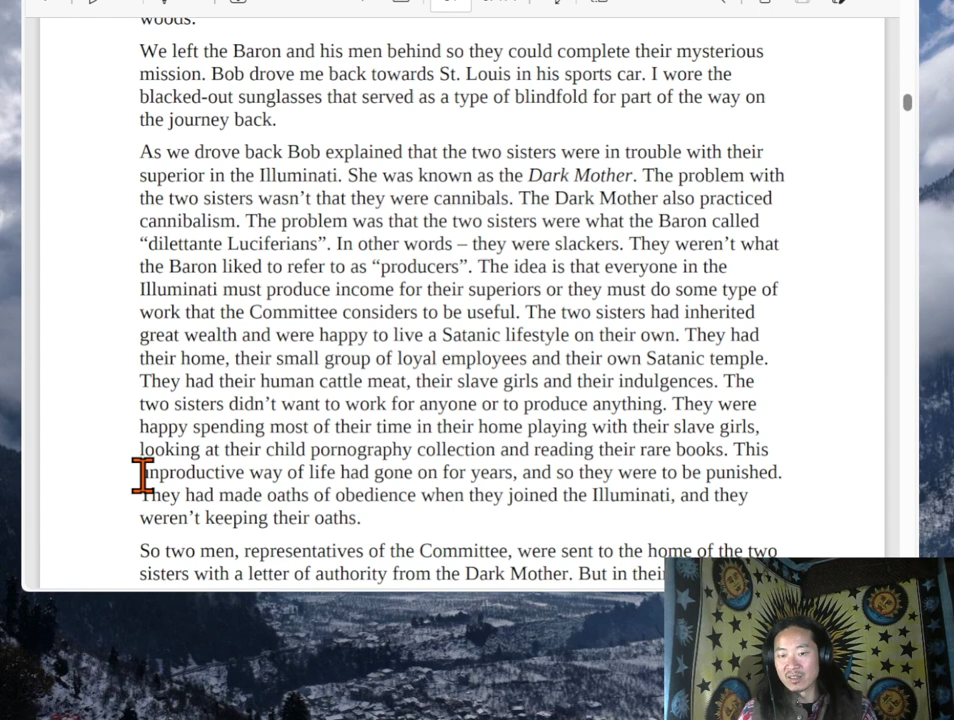 woods.
We left the Baron and his men behind so they could complete their mysterious
mission. Bob drove me back towards St. Louis in his sports car. I wore the
blacked-out sunglasses that served as a type of blindfold for part of the way on
the journey back.
As we drove back Bob explained that the two sisters were in trouble with their
superior in the Illuminati. She was known as the Dark Mother. The problem with
the two sisters wasn’t that they were cannibals. The Dark Mother also practiced
cannibalism. The problem was that the two sisters were what the Baron called
“dilettante Luciferians”. In other words – they were slackers. They weren’t what
the Baron liked to refer to as “producers”. The idea is that everyone in the
Illuminati must produce income for their superiors or they must do some type of
work that the Committee considers to be useful. The two sisters had inherited
great wealth and were happy to live a Satanic lifestyle on their own. They had
their home, their small group of loyal employees and their own Satanic temple.
They had their human cattle meat, their slave girls and their indulgences. The
two sisters didn’t want to work for anyone or to produce anything. They were
happy spending most of their time in their home playing with their slave girls,
looking at their child pornography collection and reading their rare books. This
unproductive way of life had gone on for years, and so they were to be punished.
They had made oaths of obedience when they joined the Illuminati, and they
weren’t keeping their oaths.
So two men, representatives of the Committee, were sent to the home of the two
sisters with a letter of authority from the Dark Mother. But in their